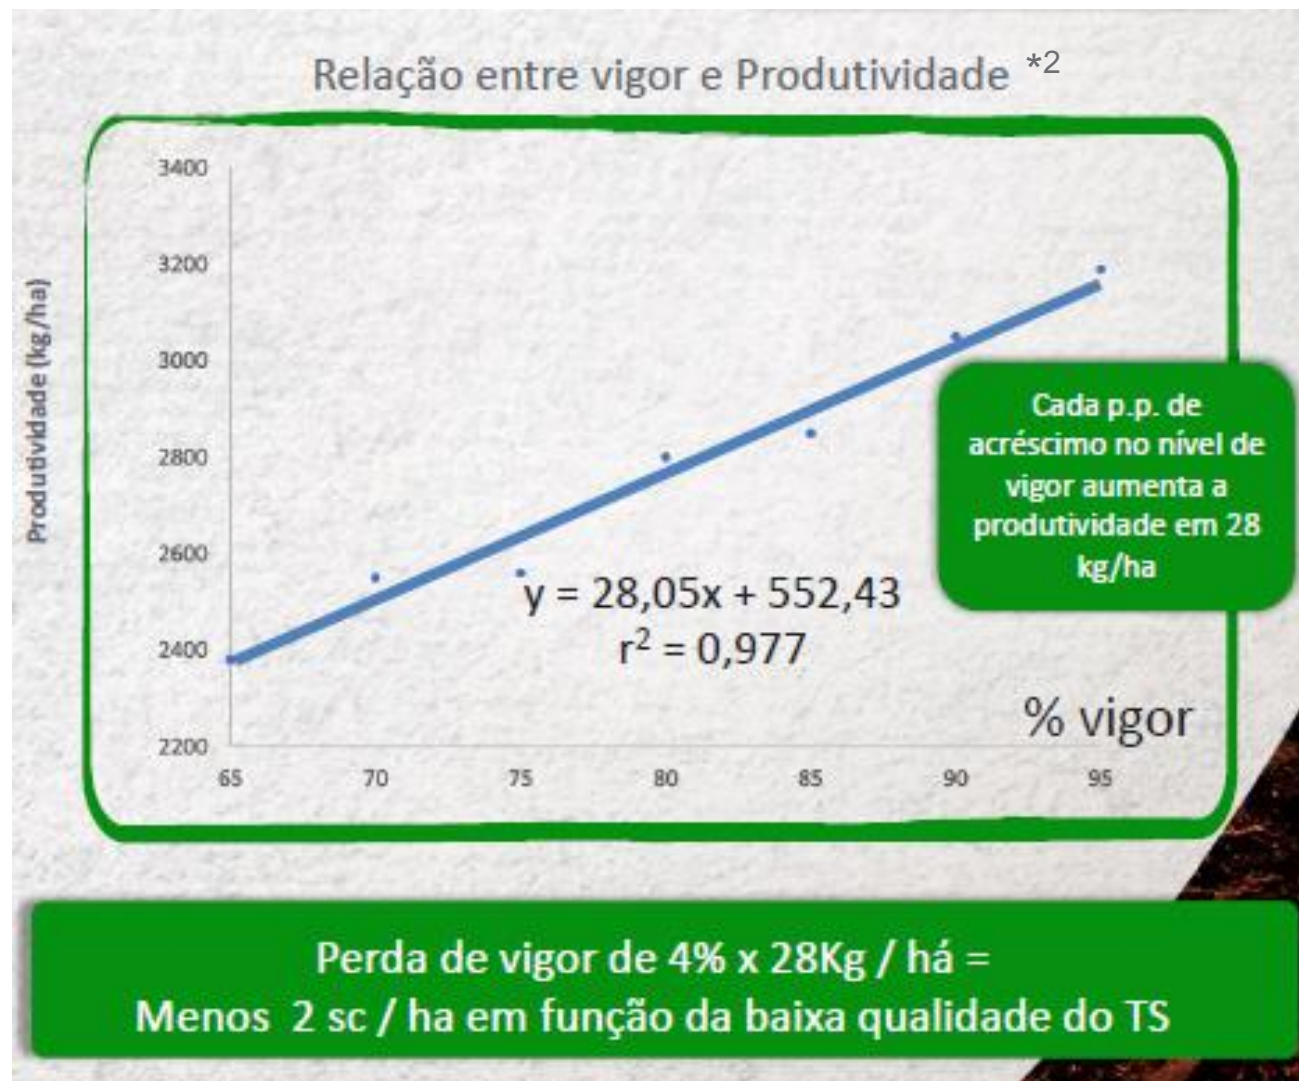 Relação entre vigor e Produtividade *2
Produtividade (kg/ha)
3400
3200
3000
2800
2600
2400
2200
65 70 75 80 85 90 95
y = 28,05x + 552,43
r² = 0,977
% vigor
Cada p.p. de
acréscimo no nível de
vigor aumenta a
produtividade em 28
kg/ha
Perda de vigor de 4% x 28Kg / há =
Menos 2 sc / ha em função da baixa qualidade do TS